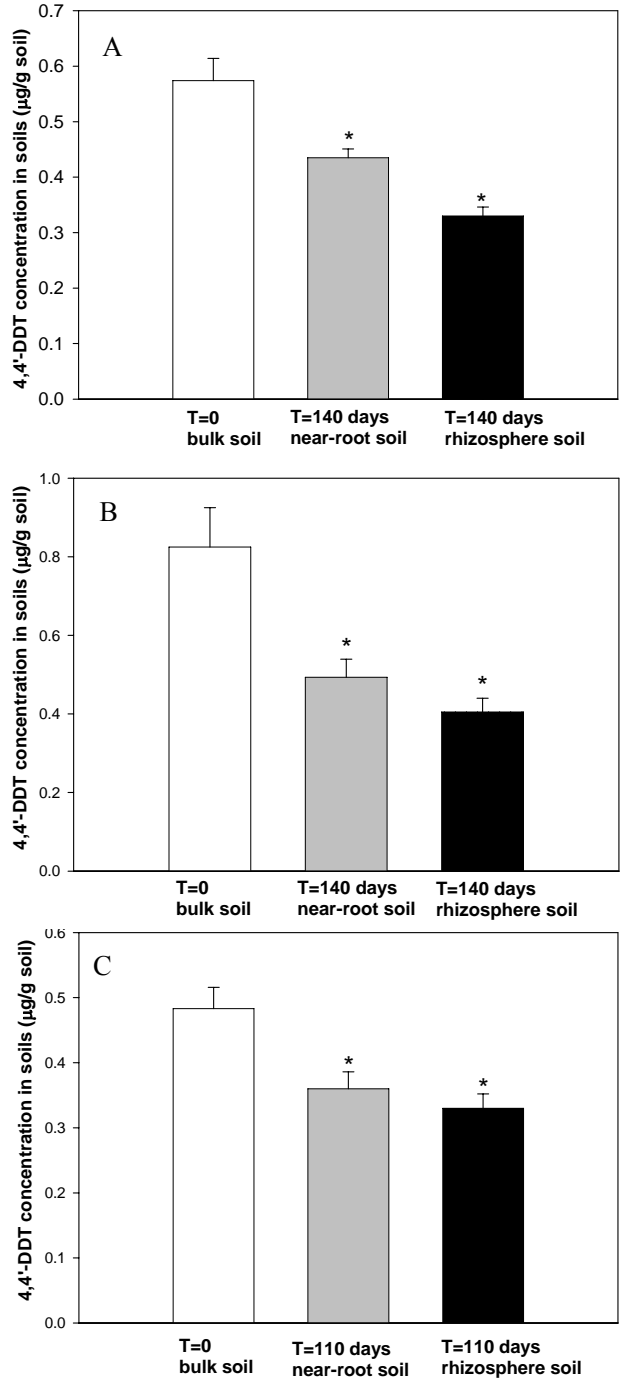 A
4,4'-DDT concentration in soils (µg/g soil)
0.7
0.6
0.5
0.4
0.3
0.2
0.1
0.0
*
*
T=0
bulk soil
T=140 days
near-root soil
T=140 days
rhizosphere soil
B
4,4'-DDT concentration in soils (µg/g soil)
1.0
0.8
0.6
0.4
0.2
0.0
*
*
T=0
bulk soil
T=140 days
near-root soil
T=140 days
rhizosphere soil
C
4,4'-DDT concentration in soils (µg/g soil)
0.6
0.5
0.4
0.3
0.2
0.1
0.0
*
*
T=0
bulk soil
T=110 days
near-root soil
T=110 days
rhizosphere soil